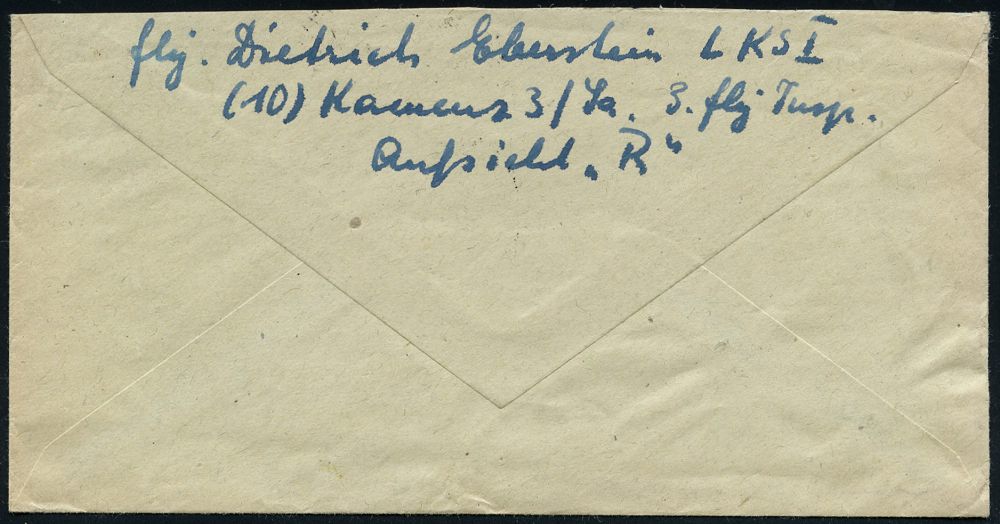 flg. Dietrich Eberstein LKS I
(10) Kamenz 3/Sa. 3. flg Insp.
Aufsicht „R“